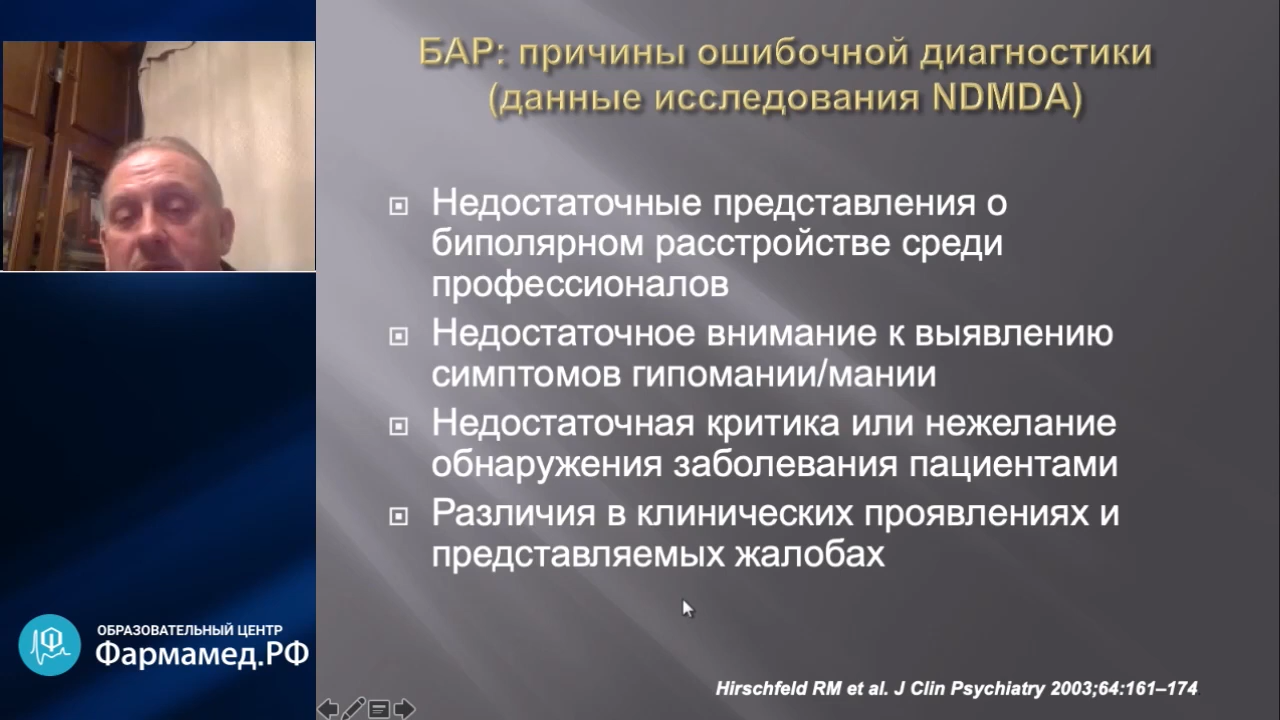 БАР: причины ошибочной диагностики
(данные исследования NDMDA)
Недостаточные представления о
биполярном расстройстве среди
профессионалов
Недостаточное внимание к выявлению
симптомов гипомании/мании
Недостаточная критика или нежелание
обнаружения заболевания пациентами
Различия в клинических проявлениях и
представляемых жалобах
Hirschfeld RM et al. J Clin Psychiatry 2003;64:161–174
ОБРАЗОВАТЕЛЬНЫЙ ЦЕНТР
Фармамед.РФ